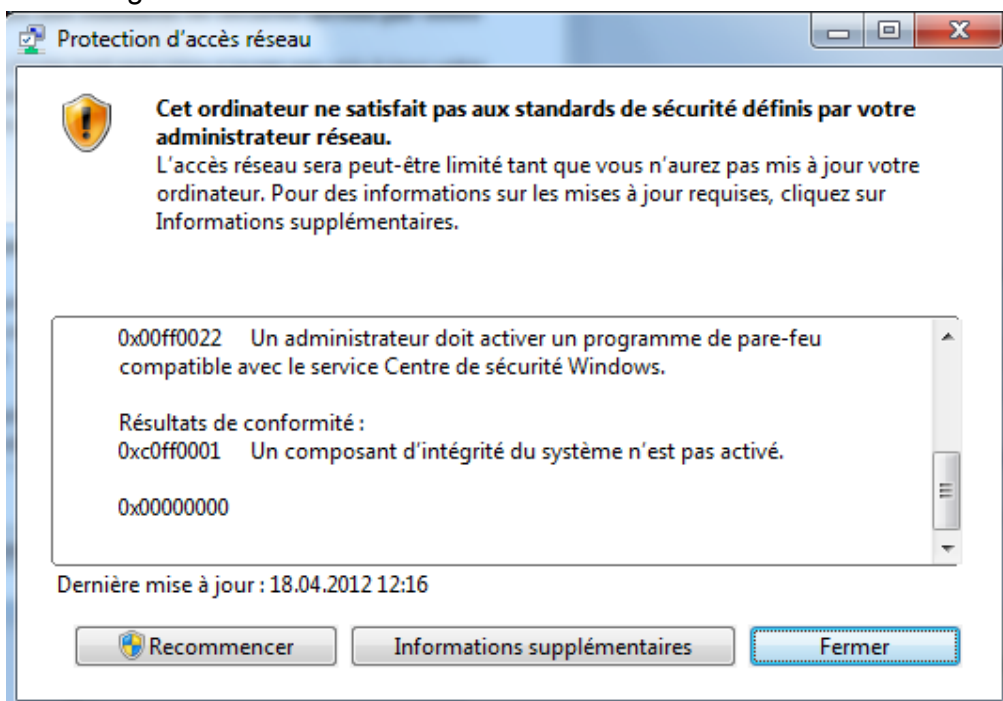 Protection d’accès réseau
Cet ordinateur ne satisfait pas aux standards de sécurité définis par votre
administrateur réseau.
L’accès réseau sera peut-être limité tant que vous n’aurez pas mis à jour votre
ordinateur. Pour des informations sur les mises à jour requises, cliquez sur
Informations supplémentaires.
0x00ff0022 Un administrateur doit activer un programme de pare-feu
compatible avec le service Centre de sécurité Windows.
Résultats de conformité :
0xc0ff0001 Un composant d’intégrité du système n’est pas activé.
0x00000000
Dernière mise à jour : 18.04.2012 12:16
Recommencer Informations supplémentaires Fermer